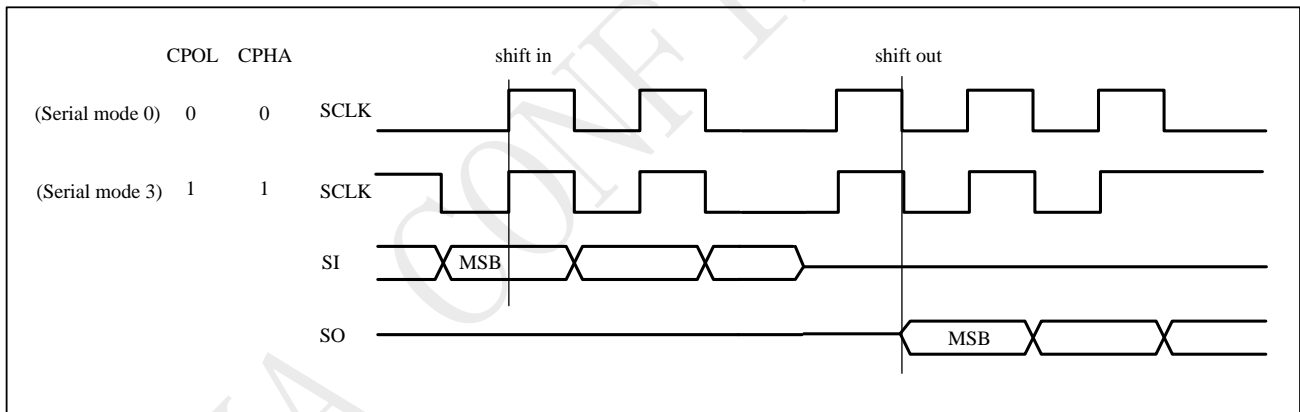 CPOL CPHA shift in shift out
(Serial mode 0) 0 0 SCLK
(Serial mode 3) 1 1 SCLK
SI MSB
SO MSB